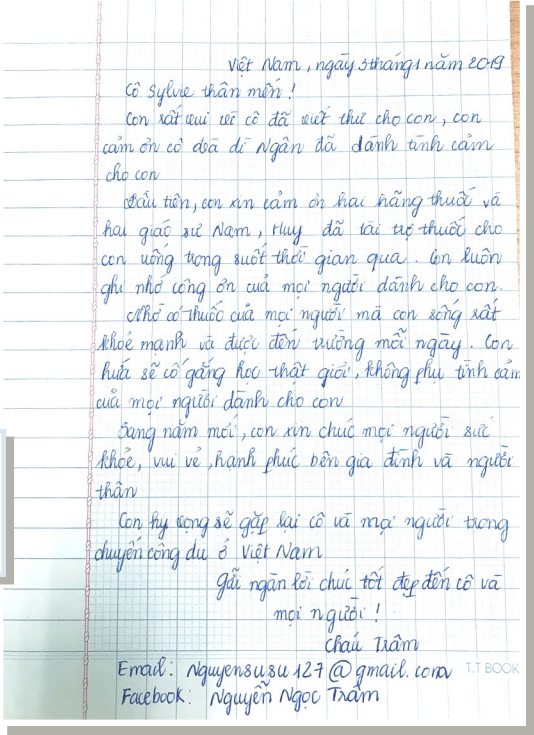 Việt Nam, ngày 3 tháng 1 năm 2019
Cô Sylvie thân mến!
Con rất vui vì cô đã viết thư cho con, con
cảm ơn cô và dì Ngân đã dành tình cảm
cho con
Đầu tiên, con xin cảm ơn hai hãng thuốc và
hai giáo sư Nam, Huy đã tài trợ thuốc cho
con uống trong suốt thời gian qua. Con luôn
ghi nhớ công ơn của mọi người dành cho con.
Nhờ có thuốc của mọi người mà con sống rất
khỏe mạnh và được đến trường mỗi ngày. Con
hứa sẽ cố gắng học thật giỏi, không phụ tình cảm
của mọi người dành cho con
Sang năm mới, con xin chúc mọi người sức
khỏe, vui vẻ, hạnh phúc bên gia đình và người
thân
Con hy vọng sẽ gặp lại cô và mọi người trong
chuyến công du ở Việt Nam
Gửi ngàn lời chúc tốt đẹp đến cô và
mọi người!
Cháu Trâm
Email: Nguyensusu127@gmail.com
T.T BOOK
Facebook: Nguyễn Ngọc Trâm